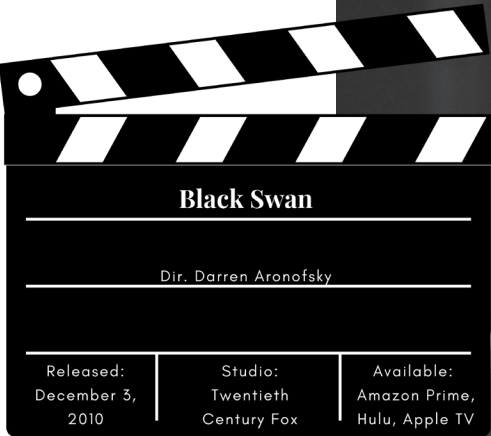 Black Swan
Dir. Darren Aronofsky
Released:
December 3,
2010
Studio:
Twentieth
Century Fox
Available:
Amazon Prime,
Hulu, Apple TV